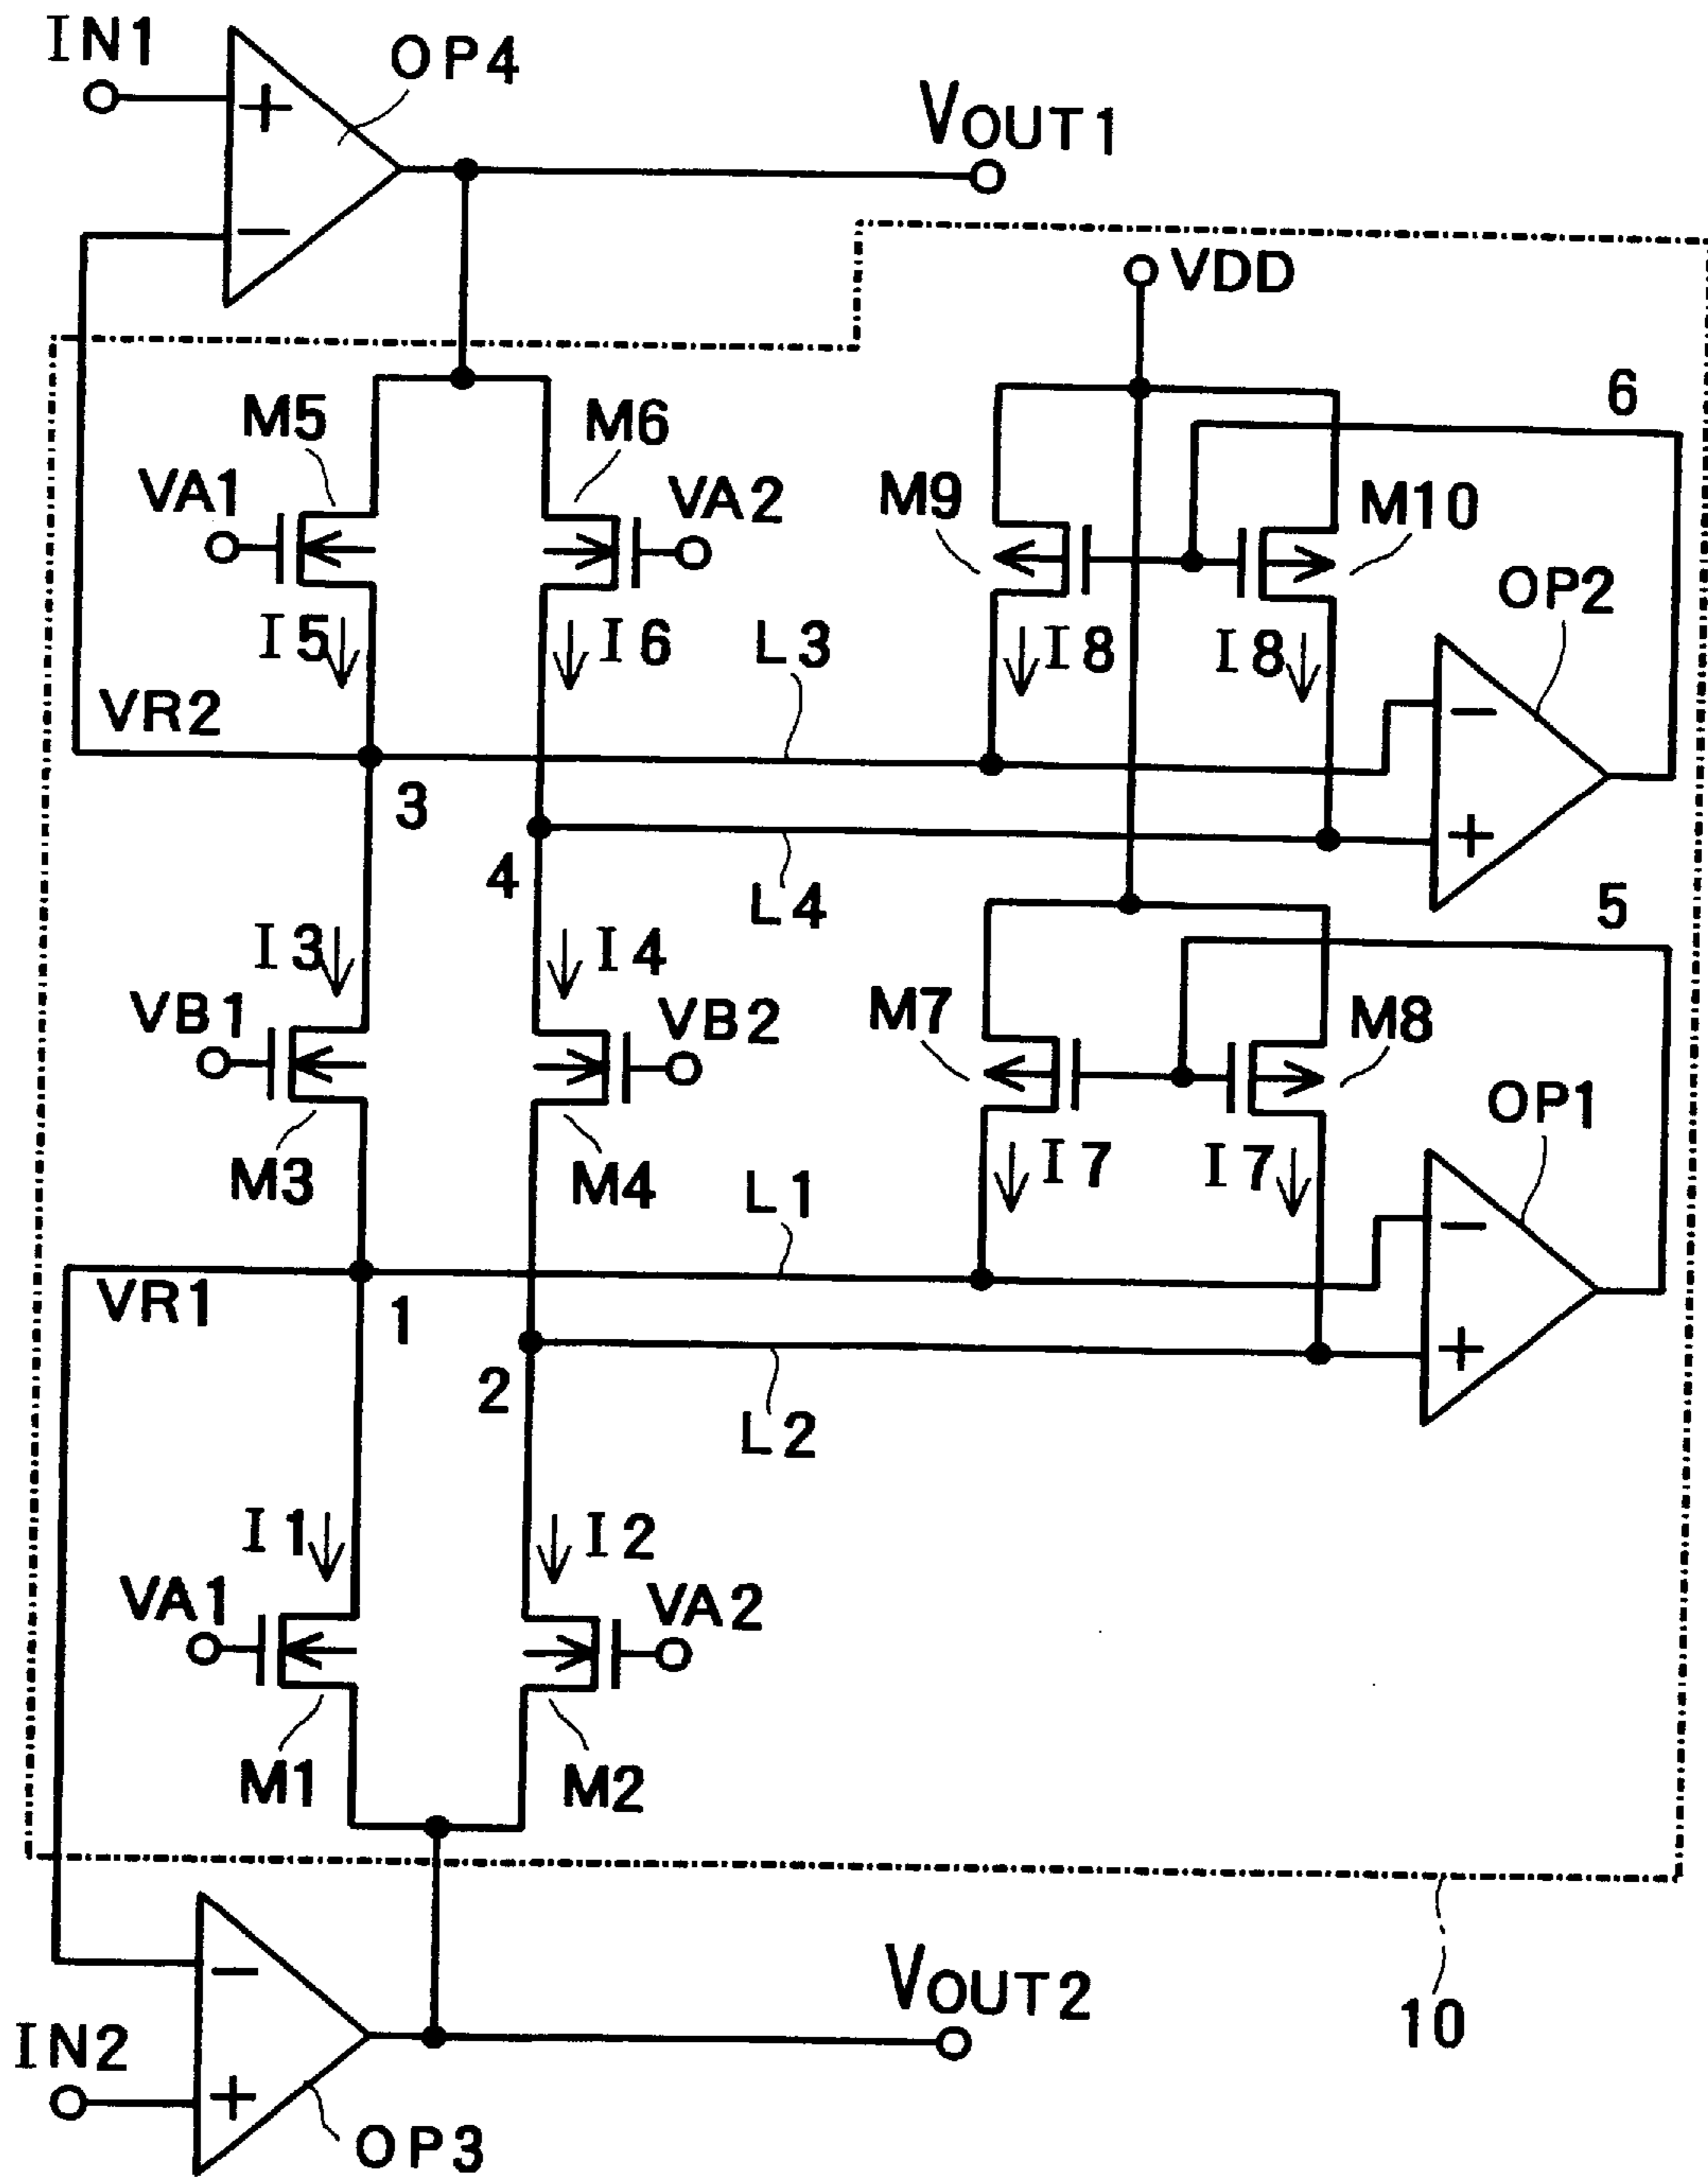 IN1
OP4
VOUT1
+
−
VDD
6
M5
M6
VA1
VA2
M9
M10
OP2
I5
I6
L3
I8
I8
VR2
−
3
+
4
L4
5
I3
I4
VB1
VB2
M7
M8
OP1
M3
M4
L1
I7
I7
−
VR1
1
+
2
L2
I1
I2
VA1
VA2
M1
M2
−
VOUT2
10
IN2
+
OP3